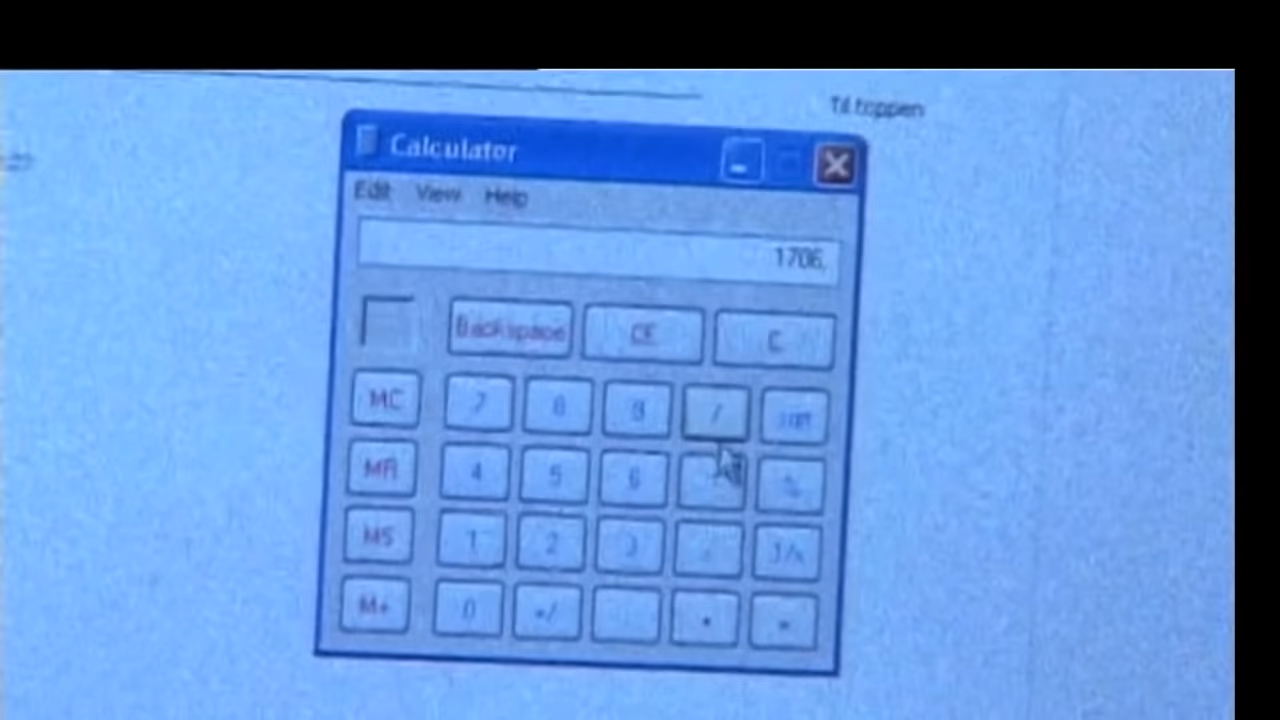 Til toppen
Calculator
Edit View Help
1706.
Backspace CE C
MC 7 8 9 / sqrt
MR 4 5 6 %
MS 1 2 3 1/x
M+ 0 +/ + =